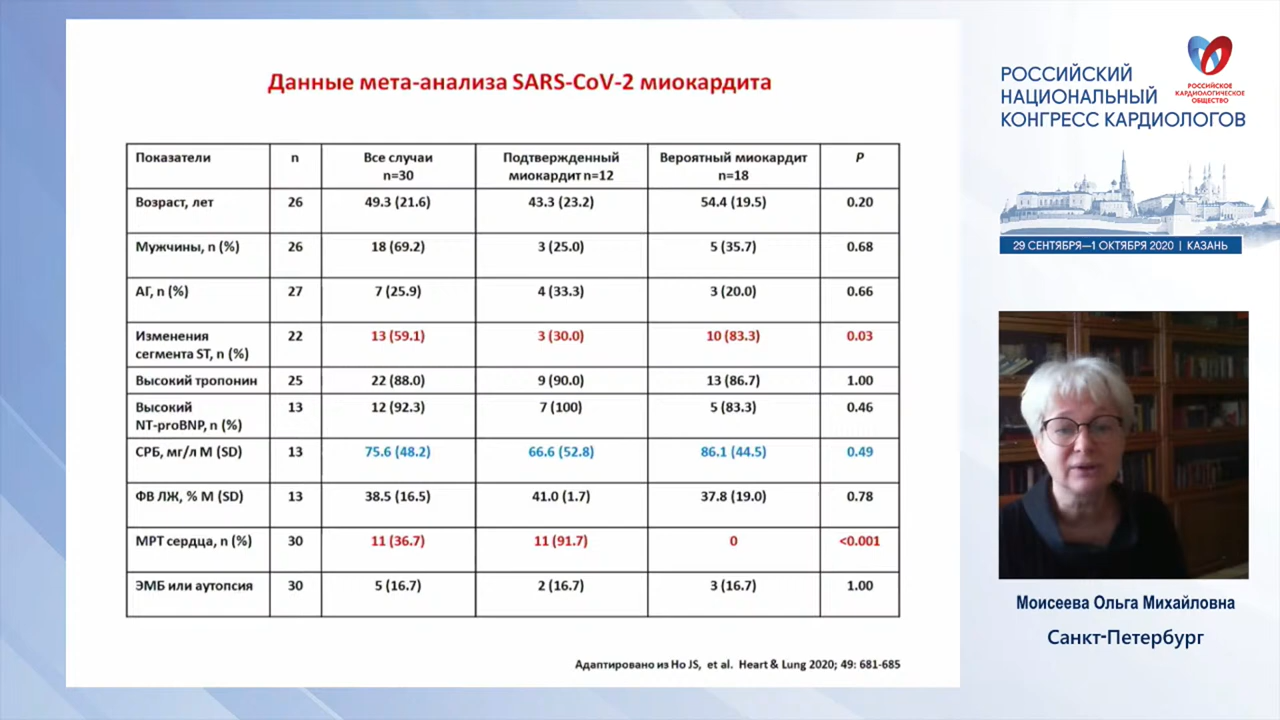 Данные мета-анализа SARS-CoV-2 миокардита
Показатели n Все случаи n=30 Подтвержденный миокардит n=12 Вероятный миокардит n=18 P
Возраст, лет 26 49.3 (21.6) 43.3 (23.2) 54.4 (19.5) 0.20
Мужчины, n (%) 26 18 (69.2) 3 (25.0) 5 (35.7) 0.68
АГ, n (%) 27 7 (25.9) 4 (33.3) 3 (20.0) 0.66
Изменения сегмента ST, n (%) 22 13 (59.1) 3 (30.0) 10 (83.3) 0.03
Высокий тропонин 25 22 (88.0) 9 (90.0) 13 (86.7) 1.00
Высокий NT-proBNP, n (%) 13 12 (92.3) 7 (100) 5 (83.3) 0.46
СРБ, мг/л M (SD) 13 75.6 (48.2) 66.6 (52.8) 86.1 (44.5) 0.49
ФВ ЛЖ, % M (SD) 13 38.5 (16.5) 41.0 (1.7) 37.8 (19.0) 0.78
МРТ сердца, n (%) 30 11 (36.7) 11 (91.7) 0 <0.001
ЭМБ или аутопсия 30 5 (16.7) 2 (16.7) 3 (16.7) 1.00
Адаптировано из Ho JS, et al. Heart & Lung 2020; 49: 681-685
РОССИЙСКИЙ
НАЦИОНАЛЬНЫЙ
КОНГРЕСС КАРДИОЛОГОВ
РОССИЙСКОЕ
КАРДИОЛОГИЧЕСКОЕ
ОБЩЕСТВО
29 СЕНТЯБРЯ—1 ОКТЯБРЯ 2020 | КАЗАНЬ
Моисеева Ольга Михайловна
Санкт-Петербург